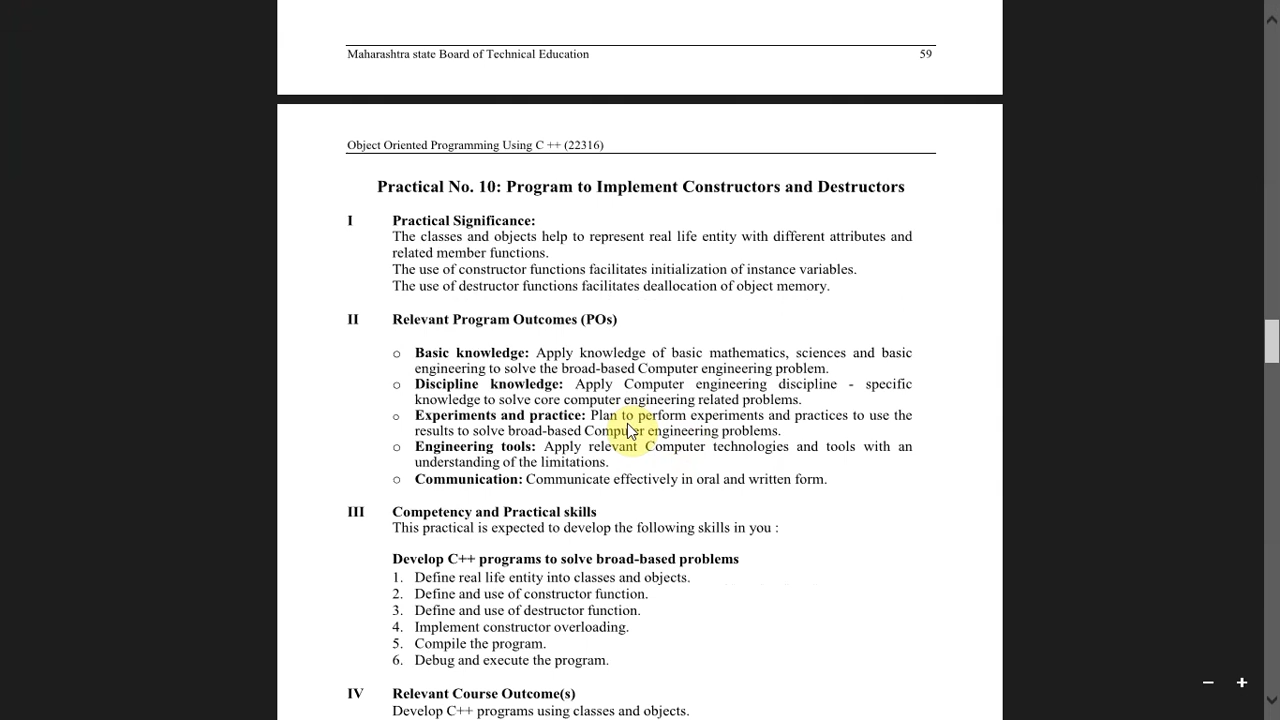 Maharashtra state Board of Technical Education 59
Object Oriented Programming Using C ++ (22316)
Practical No. 10: Program to Implement Constructors and Destructors
I Practical Significance:
The classes and objects help to represent real life entity with different attributes and
related member functions.
The use of constructor functions facilitates initialization of instance variables.
The use of destructor functions facilitates deallocation of object memory.
II Relevant Program Outcomes (POs)
o Basic knowledge: Apply knowledge of basic mathematics, sciences and basic
engineering to solve the broad-based Computer engineering problem.
o Discipline knowledge: Apply Computer engineering discipline - specific
knowledge to solve core computer engineering related problems.
o Experiments and practice: Plan to perform experiments and practices to use the
results to solve broad-based Computer engineering problems.
o Engineering tools: Apply relevant Computer technologies and tools with an
understanding of the limitations.
o Communication: Communicate effectively in oral and written form.
III Competency and Practical skills
This practical is expected to develop the following skills in you :
Develop C++ programs to solve broad-based problems
1. Define real life entity into classes and objects.
2. Define and use of constructor function.
3. Define and use of destructor function.
4. Implement constructor overloading.
5. Compile the program.
6. Debug and execute the program.
IV Relevant Course Outcome(s)
Develop C++ programs using classes and objects.